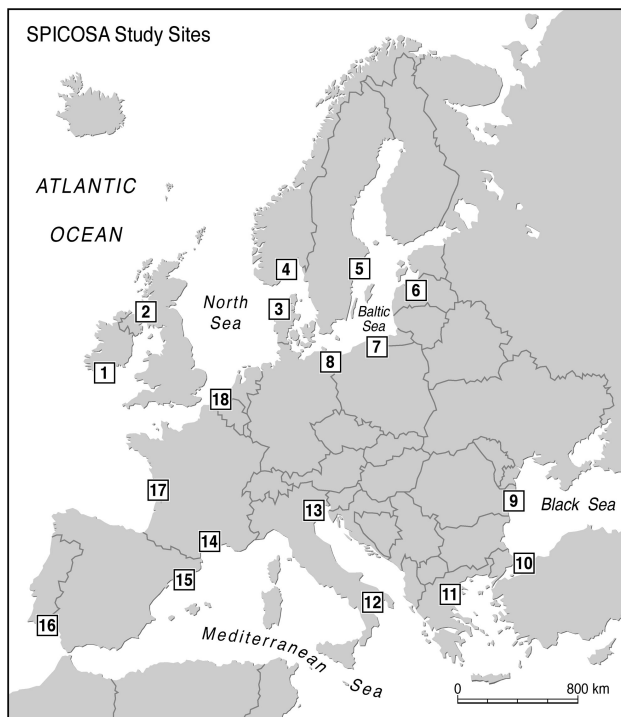 SPICOSA Study Sites
ATLANTIC
OCEAN
North
Sea
4
5
3
6
2
Baltic
Sea
7
8
1
18
17
9
Black Sea
13
14
10
15
11
12
16
Mediterranean
Sea
0
800 km